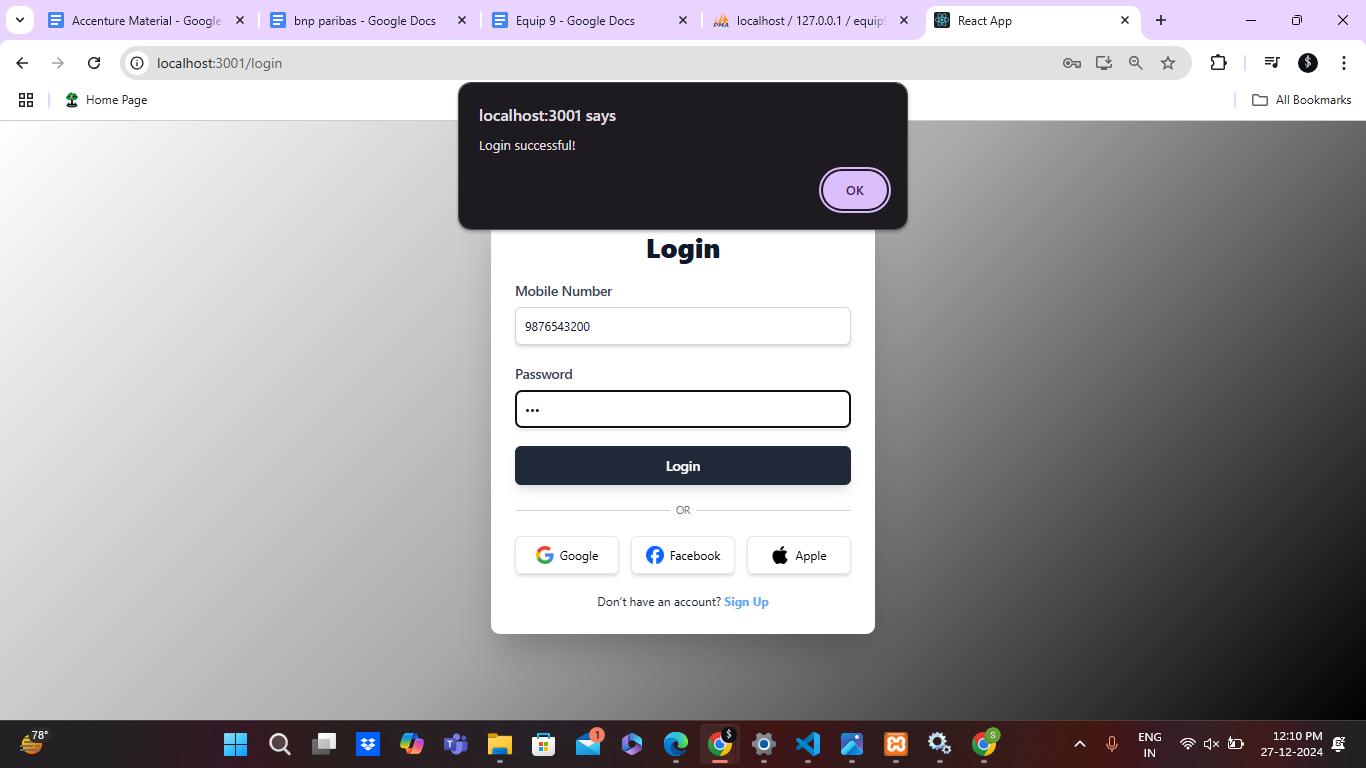 Accenture Material - Google
bnp paribas - Google Docs
Equip 9 - Google Docs
localhost / 127.0.0.1 / equip
React App
localhost:3001/login
Home Page
All Bookmarks
localhost:3001 says
Login successful!
OK
Login
Mobile Number
9876543200
Password
Login
OR
Google
Facebook
Apple
Don't have an account? Sign Up
78°
1
S
ENG
IN
12:10 PM
27-12-2024